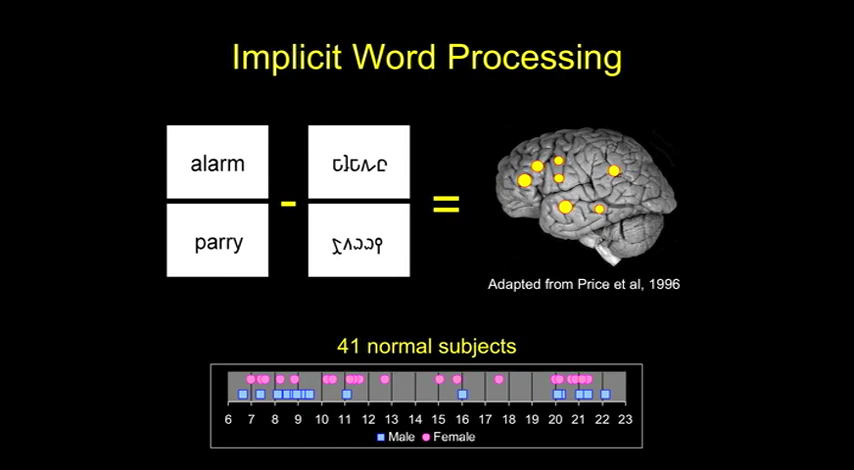 Implicit Word Processing
alarm
-
=
parry
Adapted from Price et al, 1996
41 normal subjects
6 7 8 9 10 11 12 13 14 15 16 17 18 19 20 21 22 23
Male Female